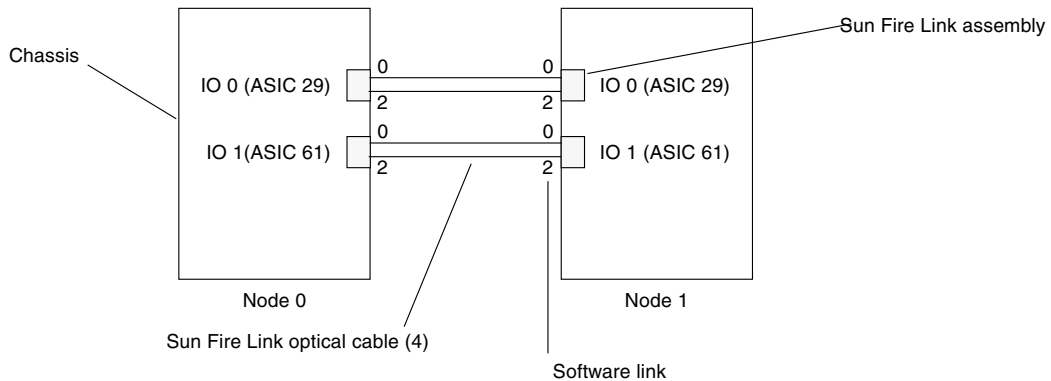 Sun Fire Link assembly
Chassis
0 0
IO 0 (ASIC 29) IO 0 (ASIC 29)
2 2
0 0
IO 1(ASIC 61) IO 1 (ASIC 61)
2 2
Node 0 Node 1
Sun Fire Link optical cable (4)
Software link